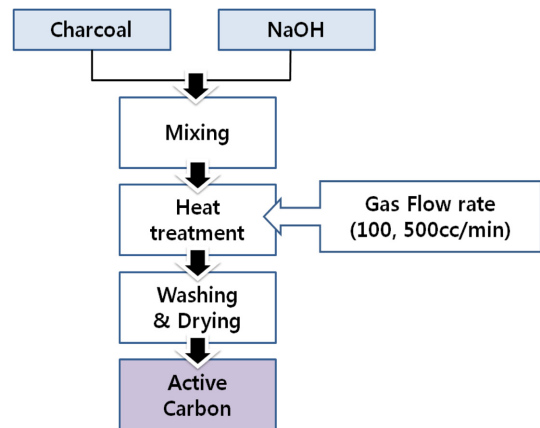 Charcoal
NaOH
Mixing
Heat
treatment
Gas Flow rate
(100, 500cc/min)
Washing
& Drying
Active
Carbon